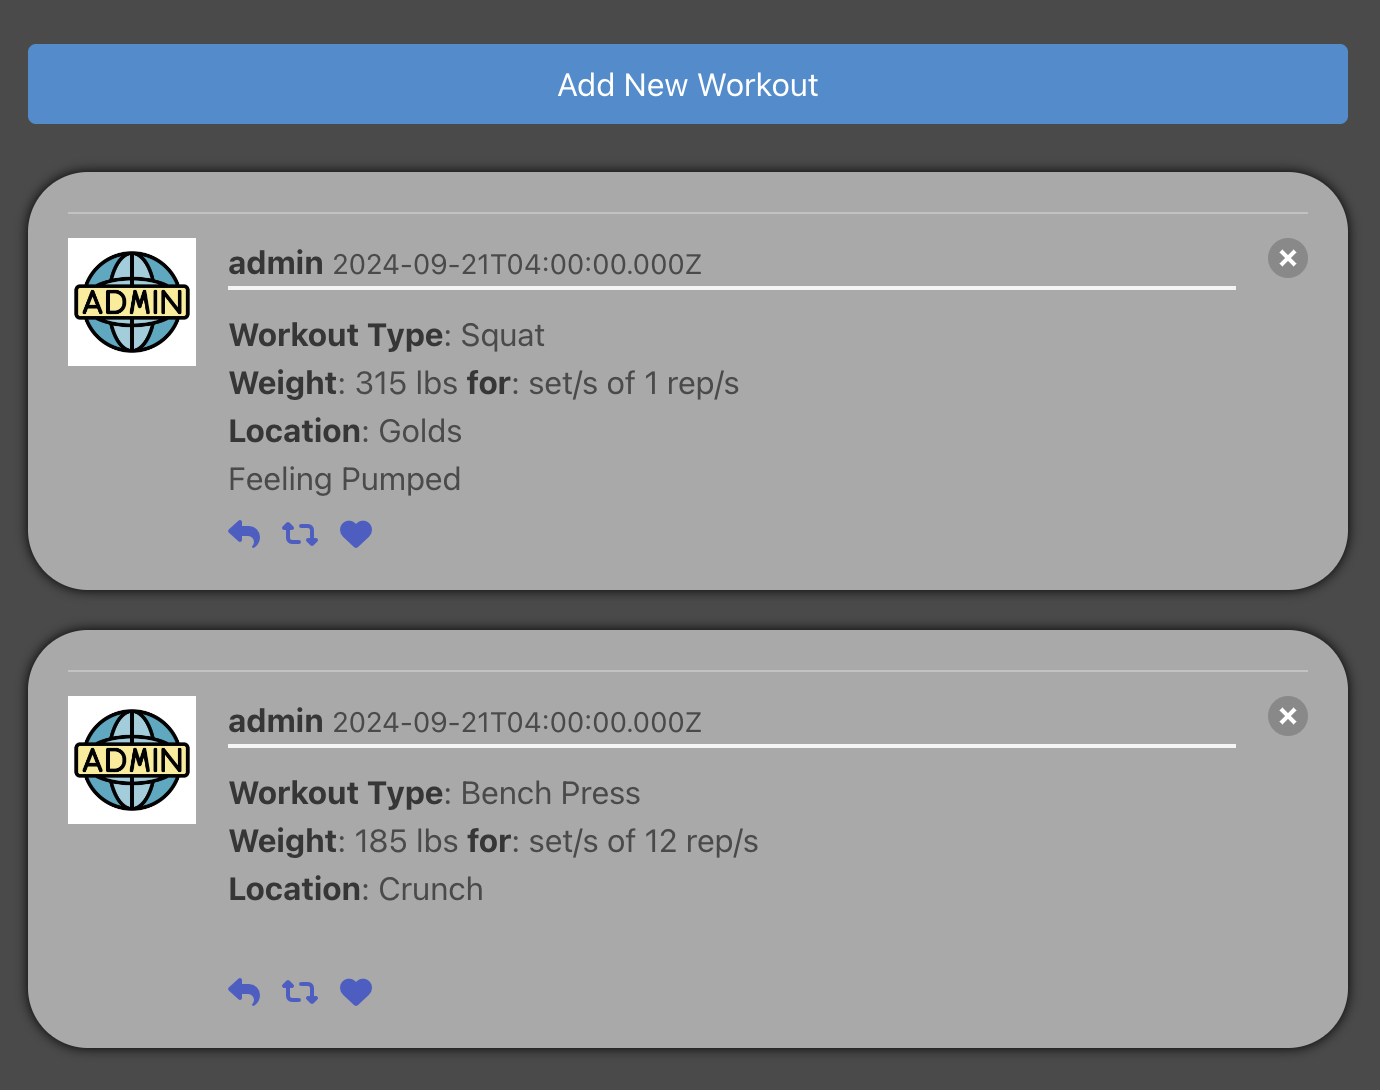 Add New Workout
ADMIN
admin 2024-09-21T04:00:00.000Z
Workout Type: Squat
Weight: 315 lbs for: set/s of 1 rep/s
Location: Golds
Feeling Pumped
ADMIN
admin 2024-09-21T04:00:00.000Z
Workout Type: Bench Press
Weight: 185 lbs for: set/s of 12 rep/s
Location: Crunch